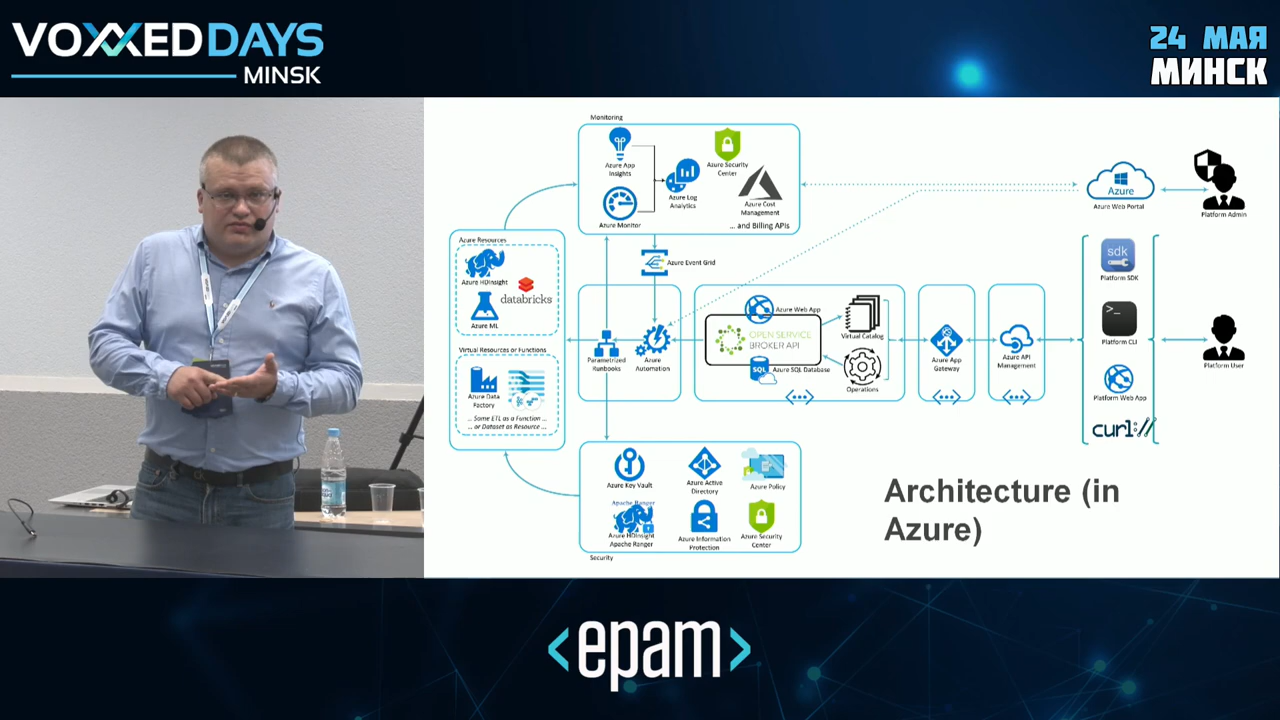 VOXXEDDAYS
MINSK
24 МАЯ
МИНСК
Monitoring
Azure App
Insights
Azure Log
Analytics
Azure Security
Center
Azure Monitor
Azure Cost
Management
... and Billing APIs
Azure
Azure Web Portal
Platform Admin
Azure Resources
Azure HDInsight
databricks
Azure ML
Azure Event Grid
Virtual Resources or Functions
Azure Data
Factory
... Some ETL as a Function ...
... or Dataset as Resource ...
Parametrized
Runbooks
Azure
Automation
Azure Web App
OPEN SERVICE
BROKER API
SQL
Azure SQL Database
Virtual Catalog
Operations
Azure App
Gateway
Azure API
Management
sdk
Platform SDK
>_
Platform CLI
Platform Web App
curl://
Platform User
Azure Key Vault
Azure Active
Directory
Azure Policy
Apache Ranger
Azure HDInsight
Apache Ranger
Azure Information
Protection
Azure Security
Center
Security
Architecture (in
Azure)
<epam>